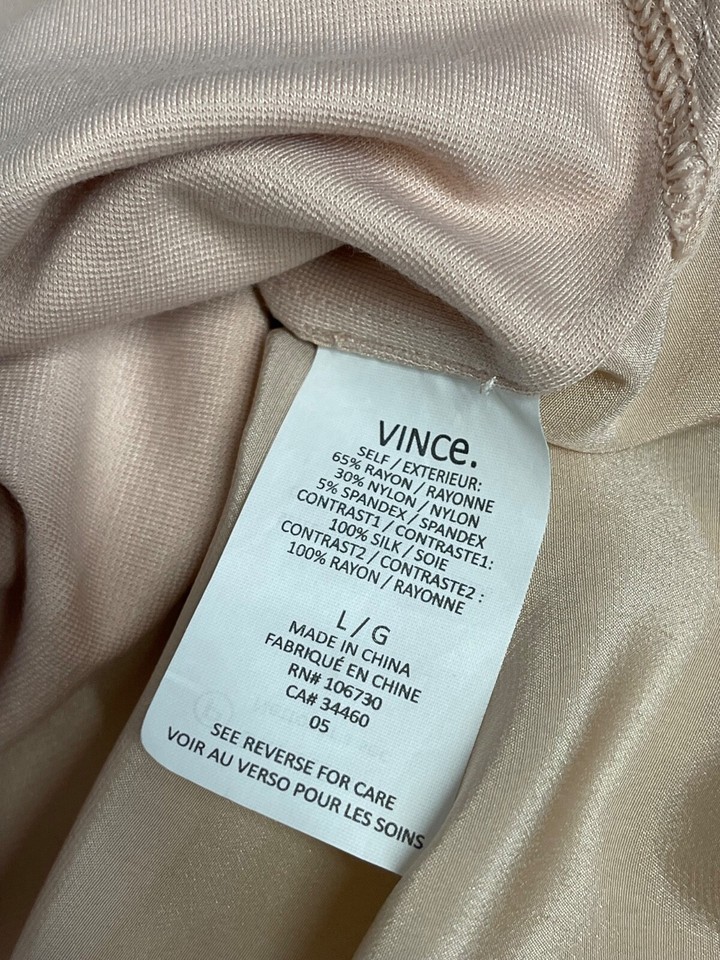 VINCe.
SELF / EXTERIEUR:
65% RAYON / RAYONNE
30% NYLON / NYLON
5% SPANDEX / SPANDEX
CONTRAST1 / CONTRASTE1:
100% SILK / SOIE
CONTRAST2 / CONTRASTE2 :
100% RAYON / RAYONNE
L / G
MADE IN CHINA
FABRIQUÉ EN CHINE
RN# 106730
CA# 34460
05
SEE REVERSE FOR CARE
VOIR AU VERSO POUR LES SOINS